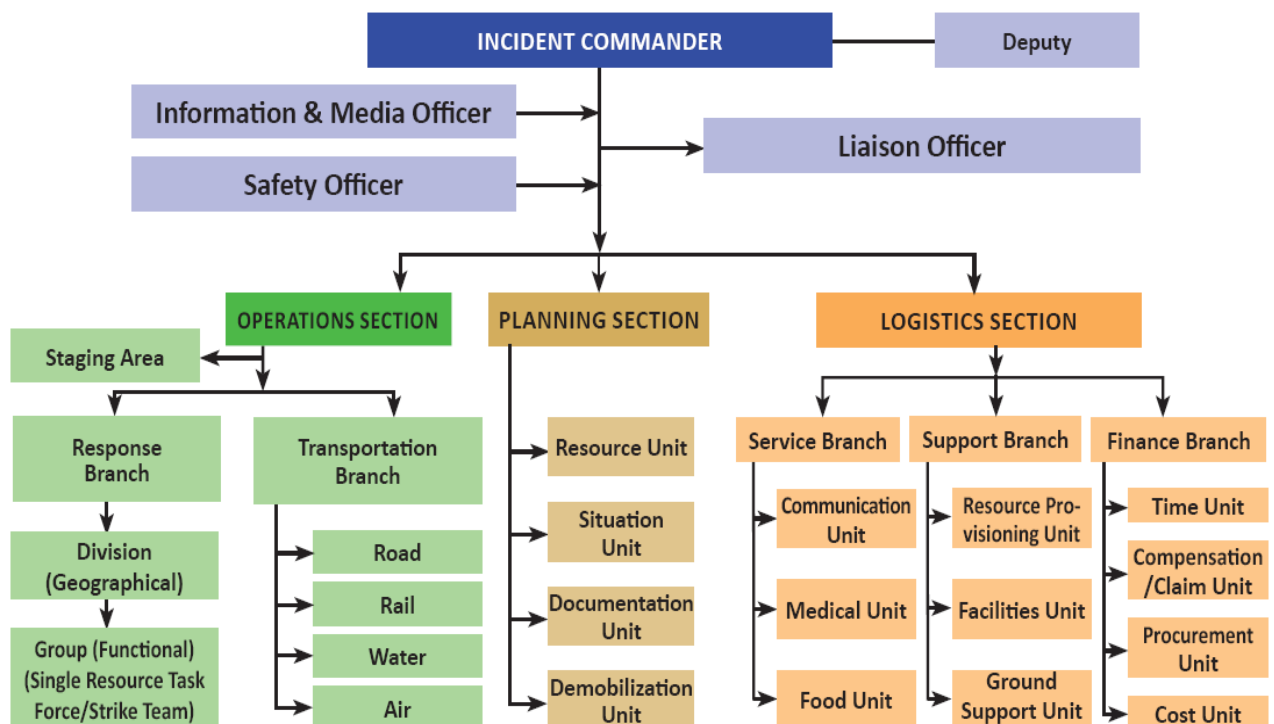 INCIDENT COMMANDER
Deputy
Information & Media Officer
Liaison Officer
Safety Officer
OPERATIONS SECTION
PLANNING SECTION
LOGISTICS SECTION
Staging Area
Response
Branch
Transportation
Branch
Division
(Geographical)
Group (Functional)
(Single Resource Task
Force/Strike Team)
Road
Rail
Water
Air
Resource Unit
Situation
Unit
Documentation
Unit
Demobilization
Unit
Service Branch
Communication
Unit
Medical Unit
Food Unit
Support Branch
Resource Pro-
visioning Unit
Facilities Unit
Ground
Support Unit
Finance Branch
Time Unit
Compensation
/Claim Unit
Procurement
Unit
Cost Unit